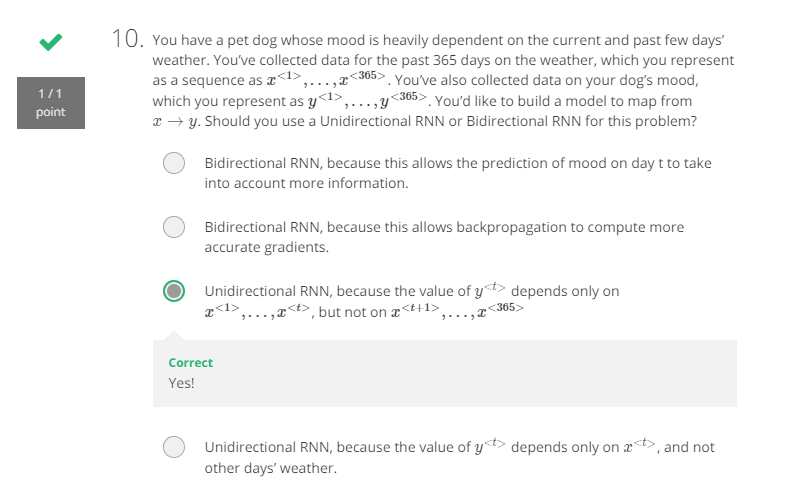 1 / 1
point
10. You have a pet dog whose mood is heavily dependent on the current and past few days’
weather. You’ve collected data for the past 365 days on the weather, which you represent
as a sequence as x<1>, . . . , x<365>. You’ve also collected data on your dog’s mood,
which you represent as y<1>, . . . , y<365>. You’d like to build a model to map from
x → y. Should you use a Unidirectional RNN or Bidirectional RNN for this problem?
Bidirectional RNN, because this allows the prediction of mood on day t to take
into account more information.
Bidirectional RNN, because this allows backpropagation to compute more
accurate gradients.
Unidirectional RNN, because the value of y<t> depends only on
x<1>, . . . , x<t>, but not on x<t+1>, . . . , x<365>
Correct
Yes!
Unidirectional RNN, because the value of y<t> depends only on x<t>, and not
other days’ weather.